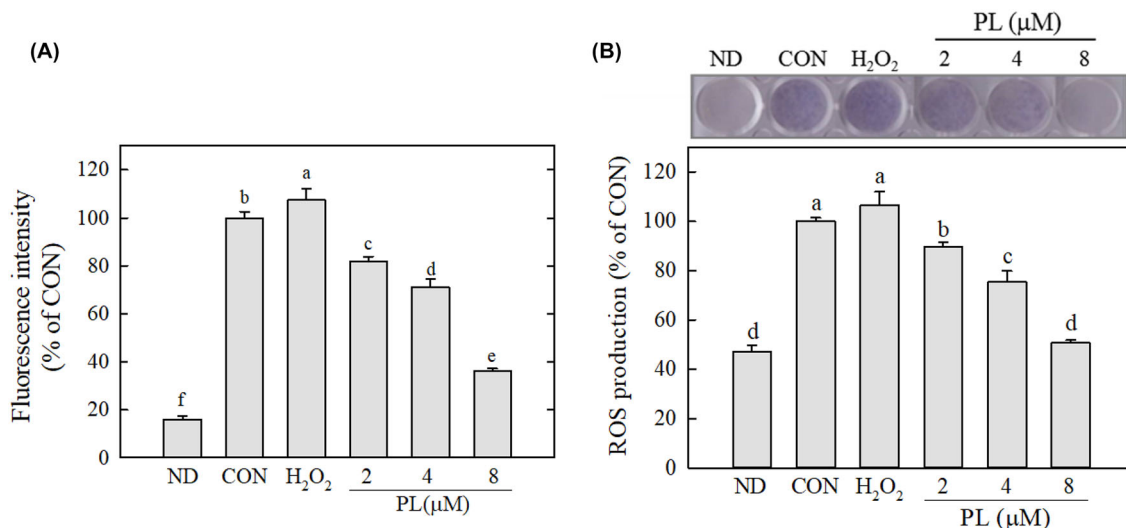 (A)
120
100
80
60
40
20
0
Fluorescence intensity
(% of CON)
f
b
a
c
d
e
ND CON H₂O₂ 2 4 8
PL(μM)
(B)
PL (μM)
ND CON H₂O₂ 2 4 8
120
100
80
60
40
20
0
ROS production (% of CON)
d
a
a
b
c
d
ND CON H₂O₂ 2 4 8
PL (μM)